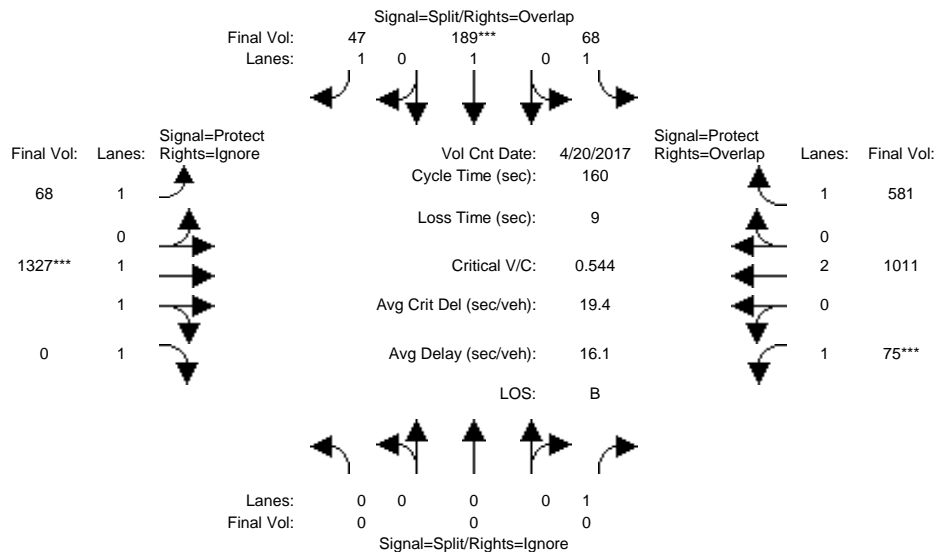 Signal=Split/Rights=Overlap
Final Vol: 47 189*** 68
Lanes: 1 0 1 0 1
Signal=Protect
Final Vol: Lanes: Rights=Ignore
Vol Cnt Date: 4/20/2017
Signal=Protect
Rights=Overlap Lanes: Final Vol:
Cycle Time (sec): 160
68 1
1 581
Loss Time (sec): 9
0
0
1327*** 1
Critical V/C: 0.544
2 1011
1
Avg Crit Del (sec/veh): 19.4
0
0 1
Avg Delay (sec/veh): 16.1
1 75***
LOS: B
Lanes: 0 0 0 0 1
Final Vol: 0 0 0
Signal=Split/Rights=Ignore